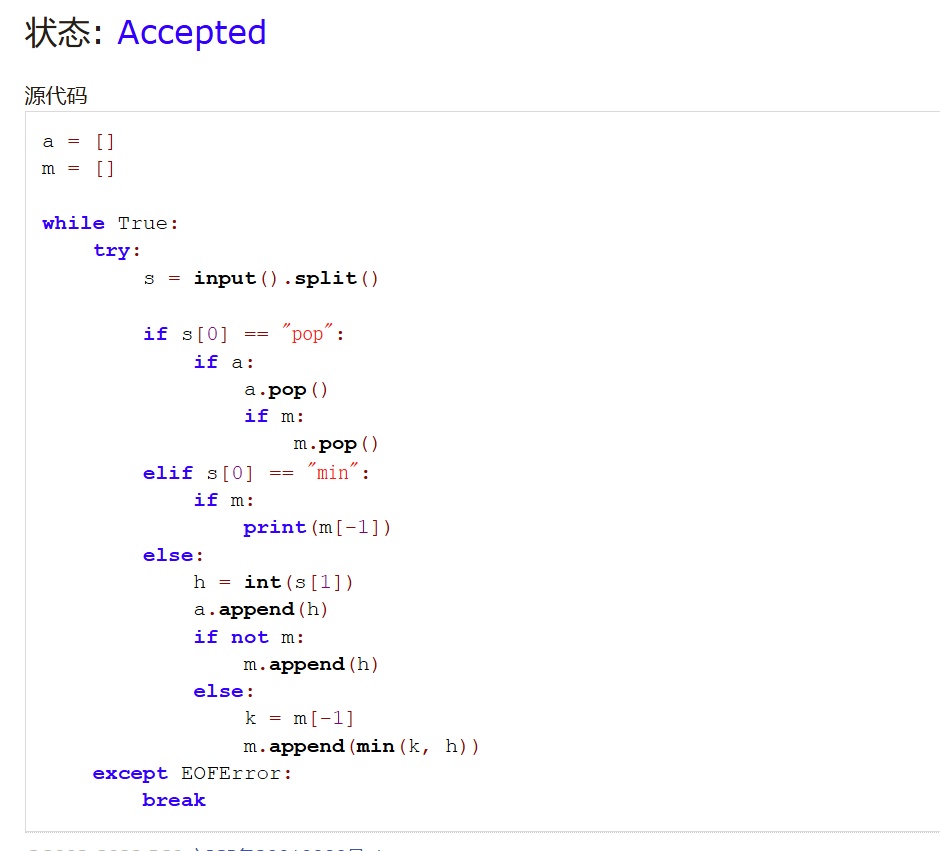 状态: Accepted
源代码
a = []
m = []
while True:
    try:
        s = input().split()
        if s[0] == "pop":
            if a:
                a.pop()
                if m:
                    m.pop()
        elif s[0] == "min":
            if m:
                print(m[-1])
        else:
            h = int(s[1])
            a.append(h)
            if not m:
                m.append(h)
            else:
                k = m[-1]
                m.append(min(k, h))
    except EOFError:
        break